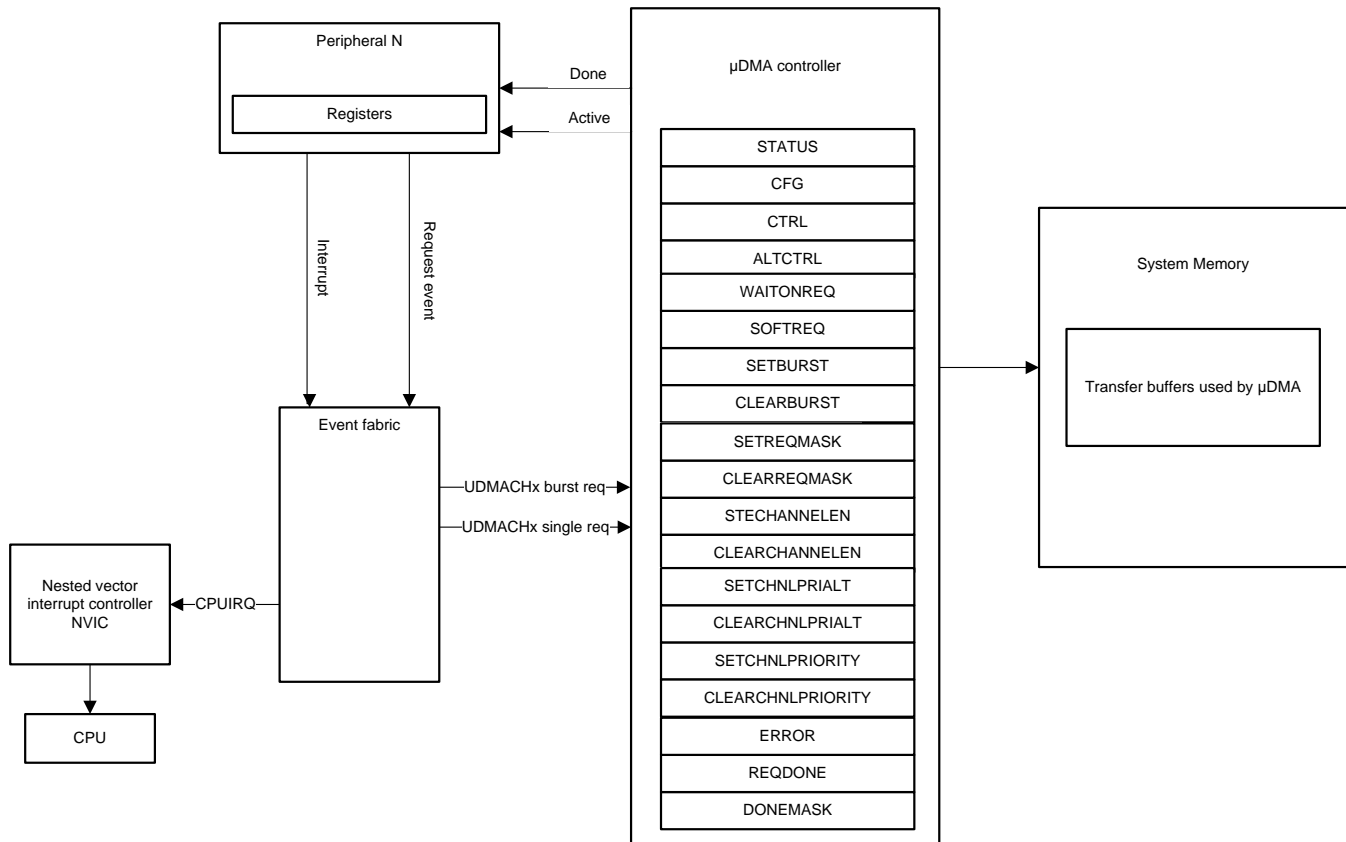 Peripheral N
Registers
Done
Active
Interrupt
Request event
µDMA controller
STATUS
CFG
CTRL
ALTCTRL
WAITONREQ
SOFTREQ
SETBURST
CLEARBURST
SETREQMASK
CLEARREQMASK
STECHANNELEN
CLEARCHANNELEN
SETCHNLPRIALT
CLEARCHNLPRIALT
SETCHNLPRIORITY
CLEARCHNLPRIORITY
ERROR
REQDONE
DONEMASK
System Memory
Transfer buffers used by µDMA
Event fabric
UDMACHx burst req
UDMACHx single req
CPUIRQ
Nested vector
interrupt controller
NVIC
CPU